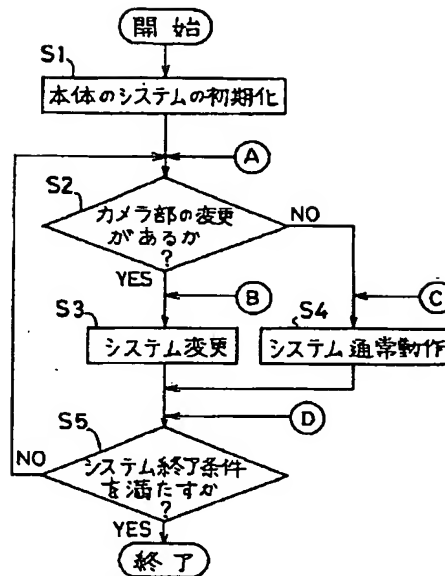 開始
S1
本体のシステムの初期化
A
S2
カメラ部の変更
があるか
?
NO
YES
B
C
S3
システム変更
S4
システム通常動作
D
S5
システム終了条件
を満たすか
?
NO
YES
終了